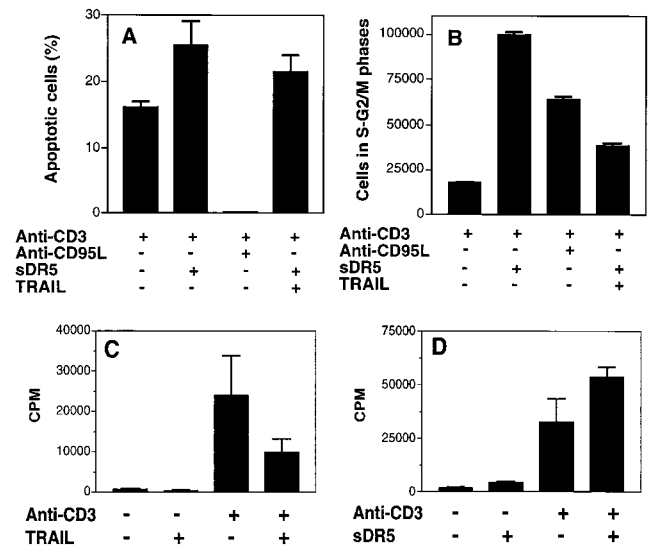 A
Apoptotic cells (%)
30
20
10
0
Anti-CD3 + + + +
Anti-CD95L - - + -
sDR5 - + - +
TRAIL - - - +
B
Cells in S-G2/M phases
100000
75000
50000
25000
0
Anti-CD3 + + + +
Anti-CD95L - - + -
sDR5 - + - +
TRAIL - - - +
C
CPM
40000
30000
20000
10000
0
Anti-CD3 - - + +
TRAIL - + - +
D
CPM
75000
50000
25000
0
Anti-CD3 - - + +
sDR5 - + - +